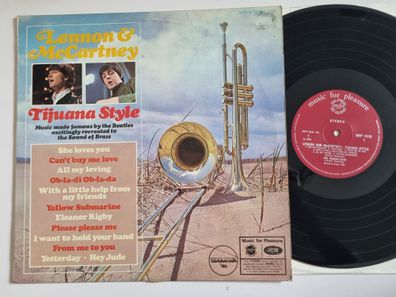 Lennon &
McCartney
Tijuana Style
Music made famous by the Beatles
excitingly recreated to
the Sound of Brass
She loves you
Can't buy me love
All my loving
Ob-la-di Ob-la-da
With a little help from
my friends
Yellow Submarine
Eleanor Rigby
Please please me
I want to hold your hand
From me to you
Yesterday · Hey Jude
Music for Pleasure
music for pleasure
STEREO
LENNON AND McCARTNEY - TIJUANA STYLE